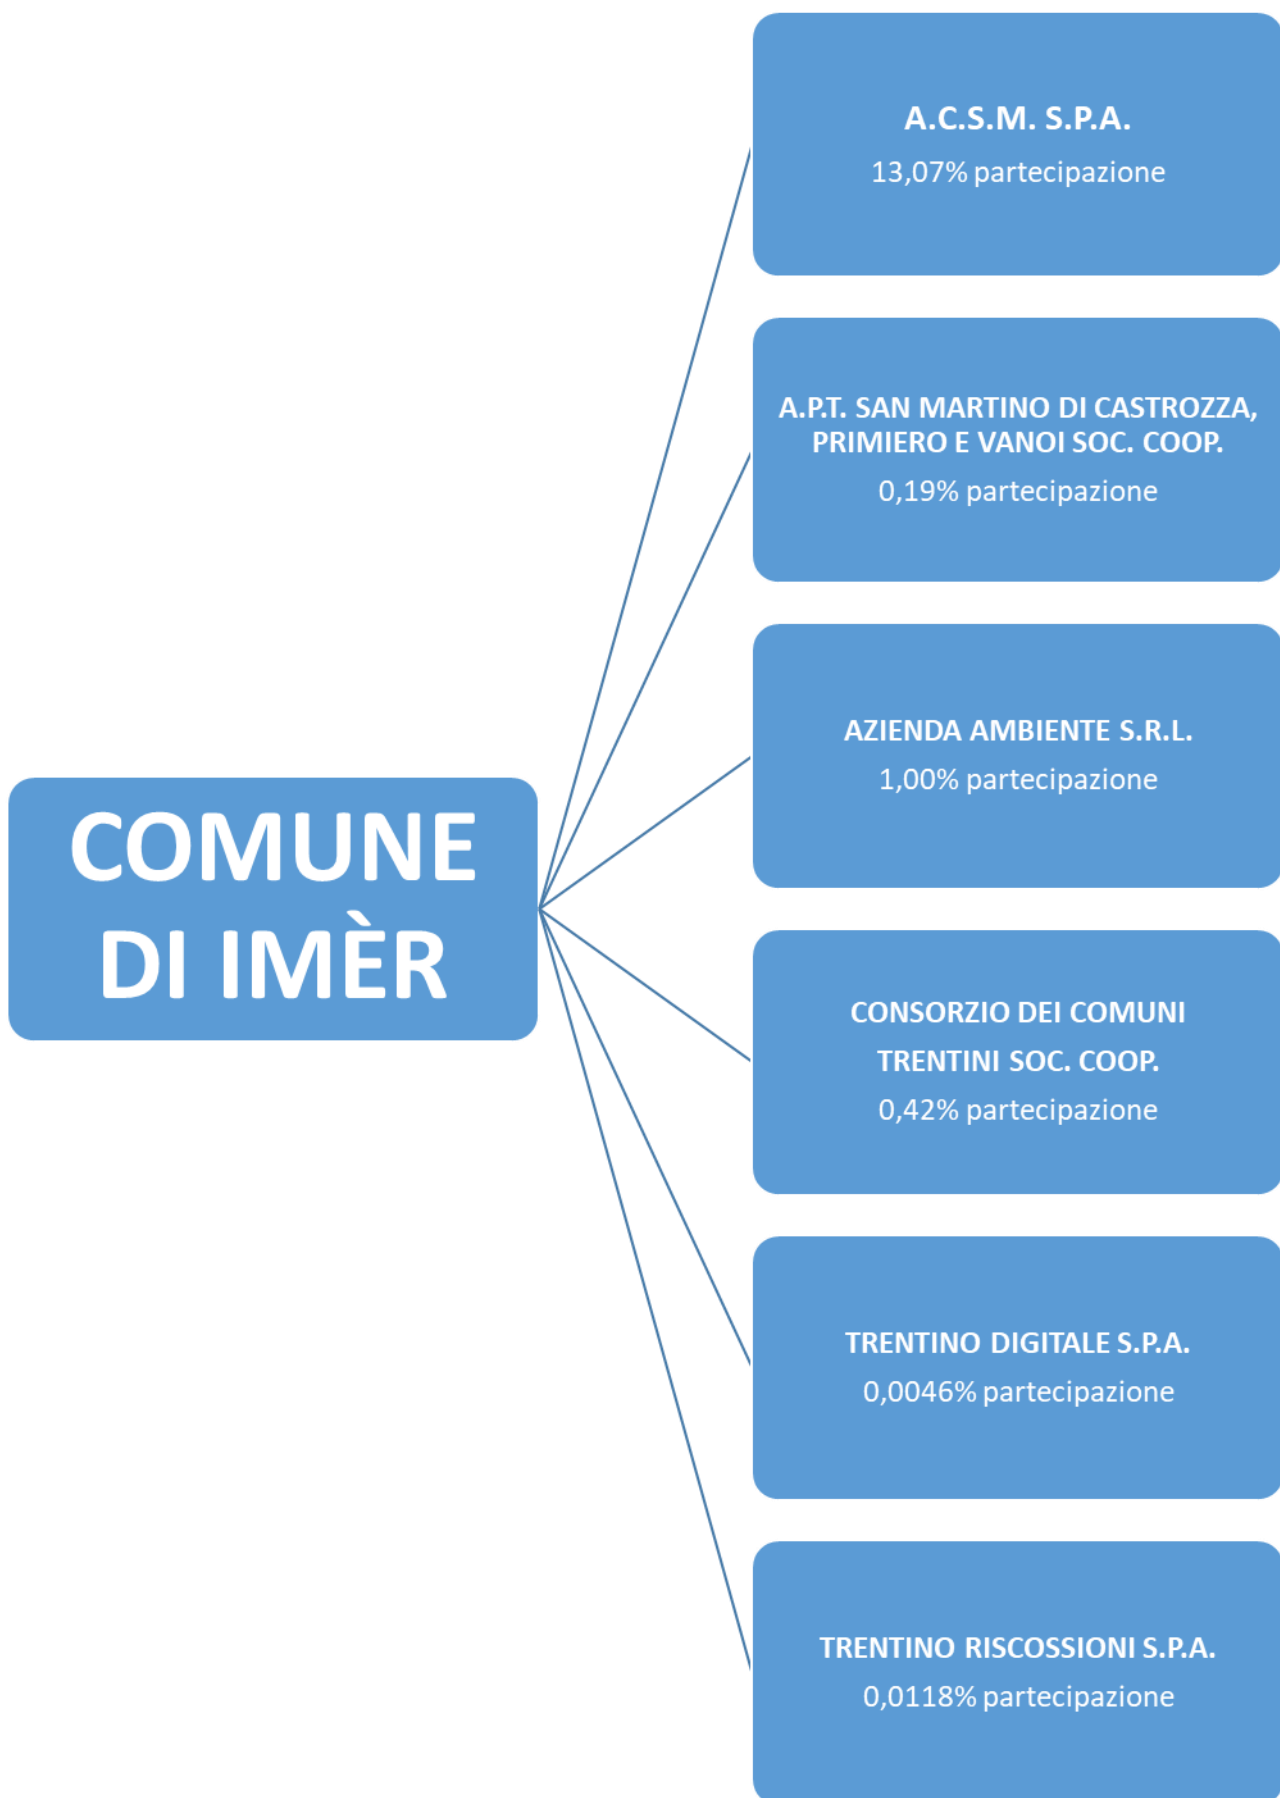 COMUNE
DI IMÈR
A.C.S.M. S.P.A.
13,07% partecipazione
A.P.T. SAN MARTINO DI CASTROZZA,
PRIMIERO E VANOI SOC. COOP.
0,19% partecipazione
AZIENDA AMBIENTE S.R.L.
1,00% partecipazione
CONSORZIO DEI COMUNI
TRENTINI SOC. COOP.
0,42% partecipazione
TRENTINO DIGITALE S.P.A.
0,0046% partecipazione
TRENTINO RISCOSSIONI S.P.A.
0,0118% partecipazione